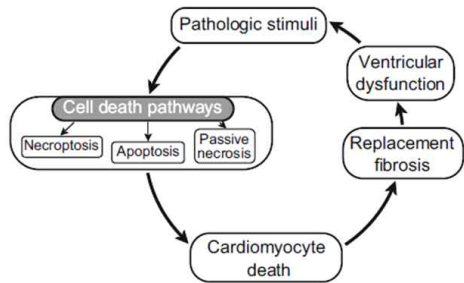 Pathologic stimuli
Ventricular
dysfunction
Cell death pathways
Necroptosis
Apoptosis
Passive
necrosis
Replacement
fibrosis
Cardiomyocyte
death